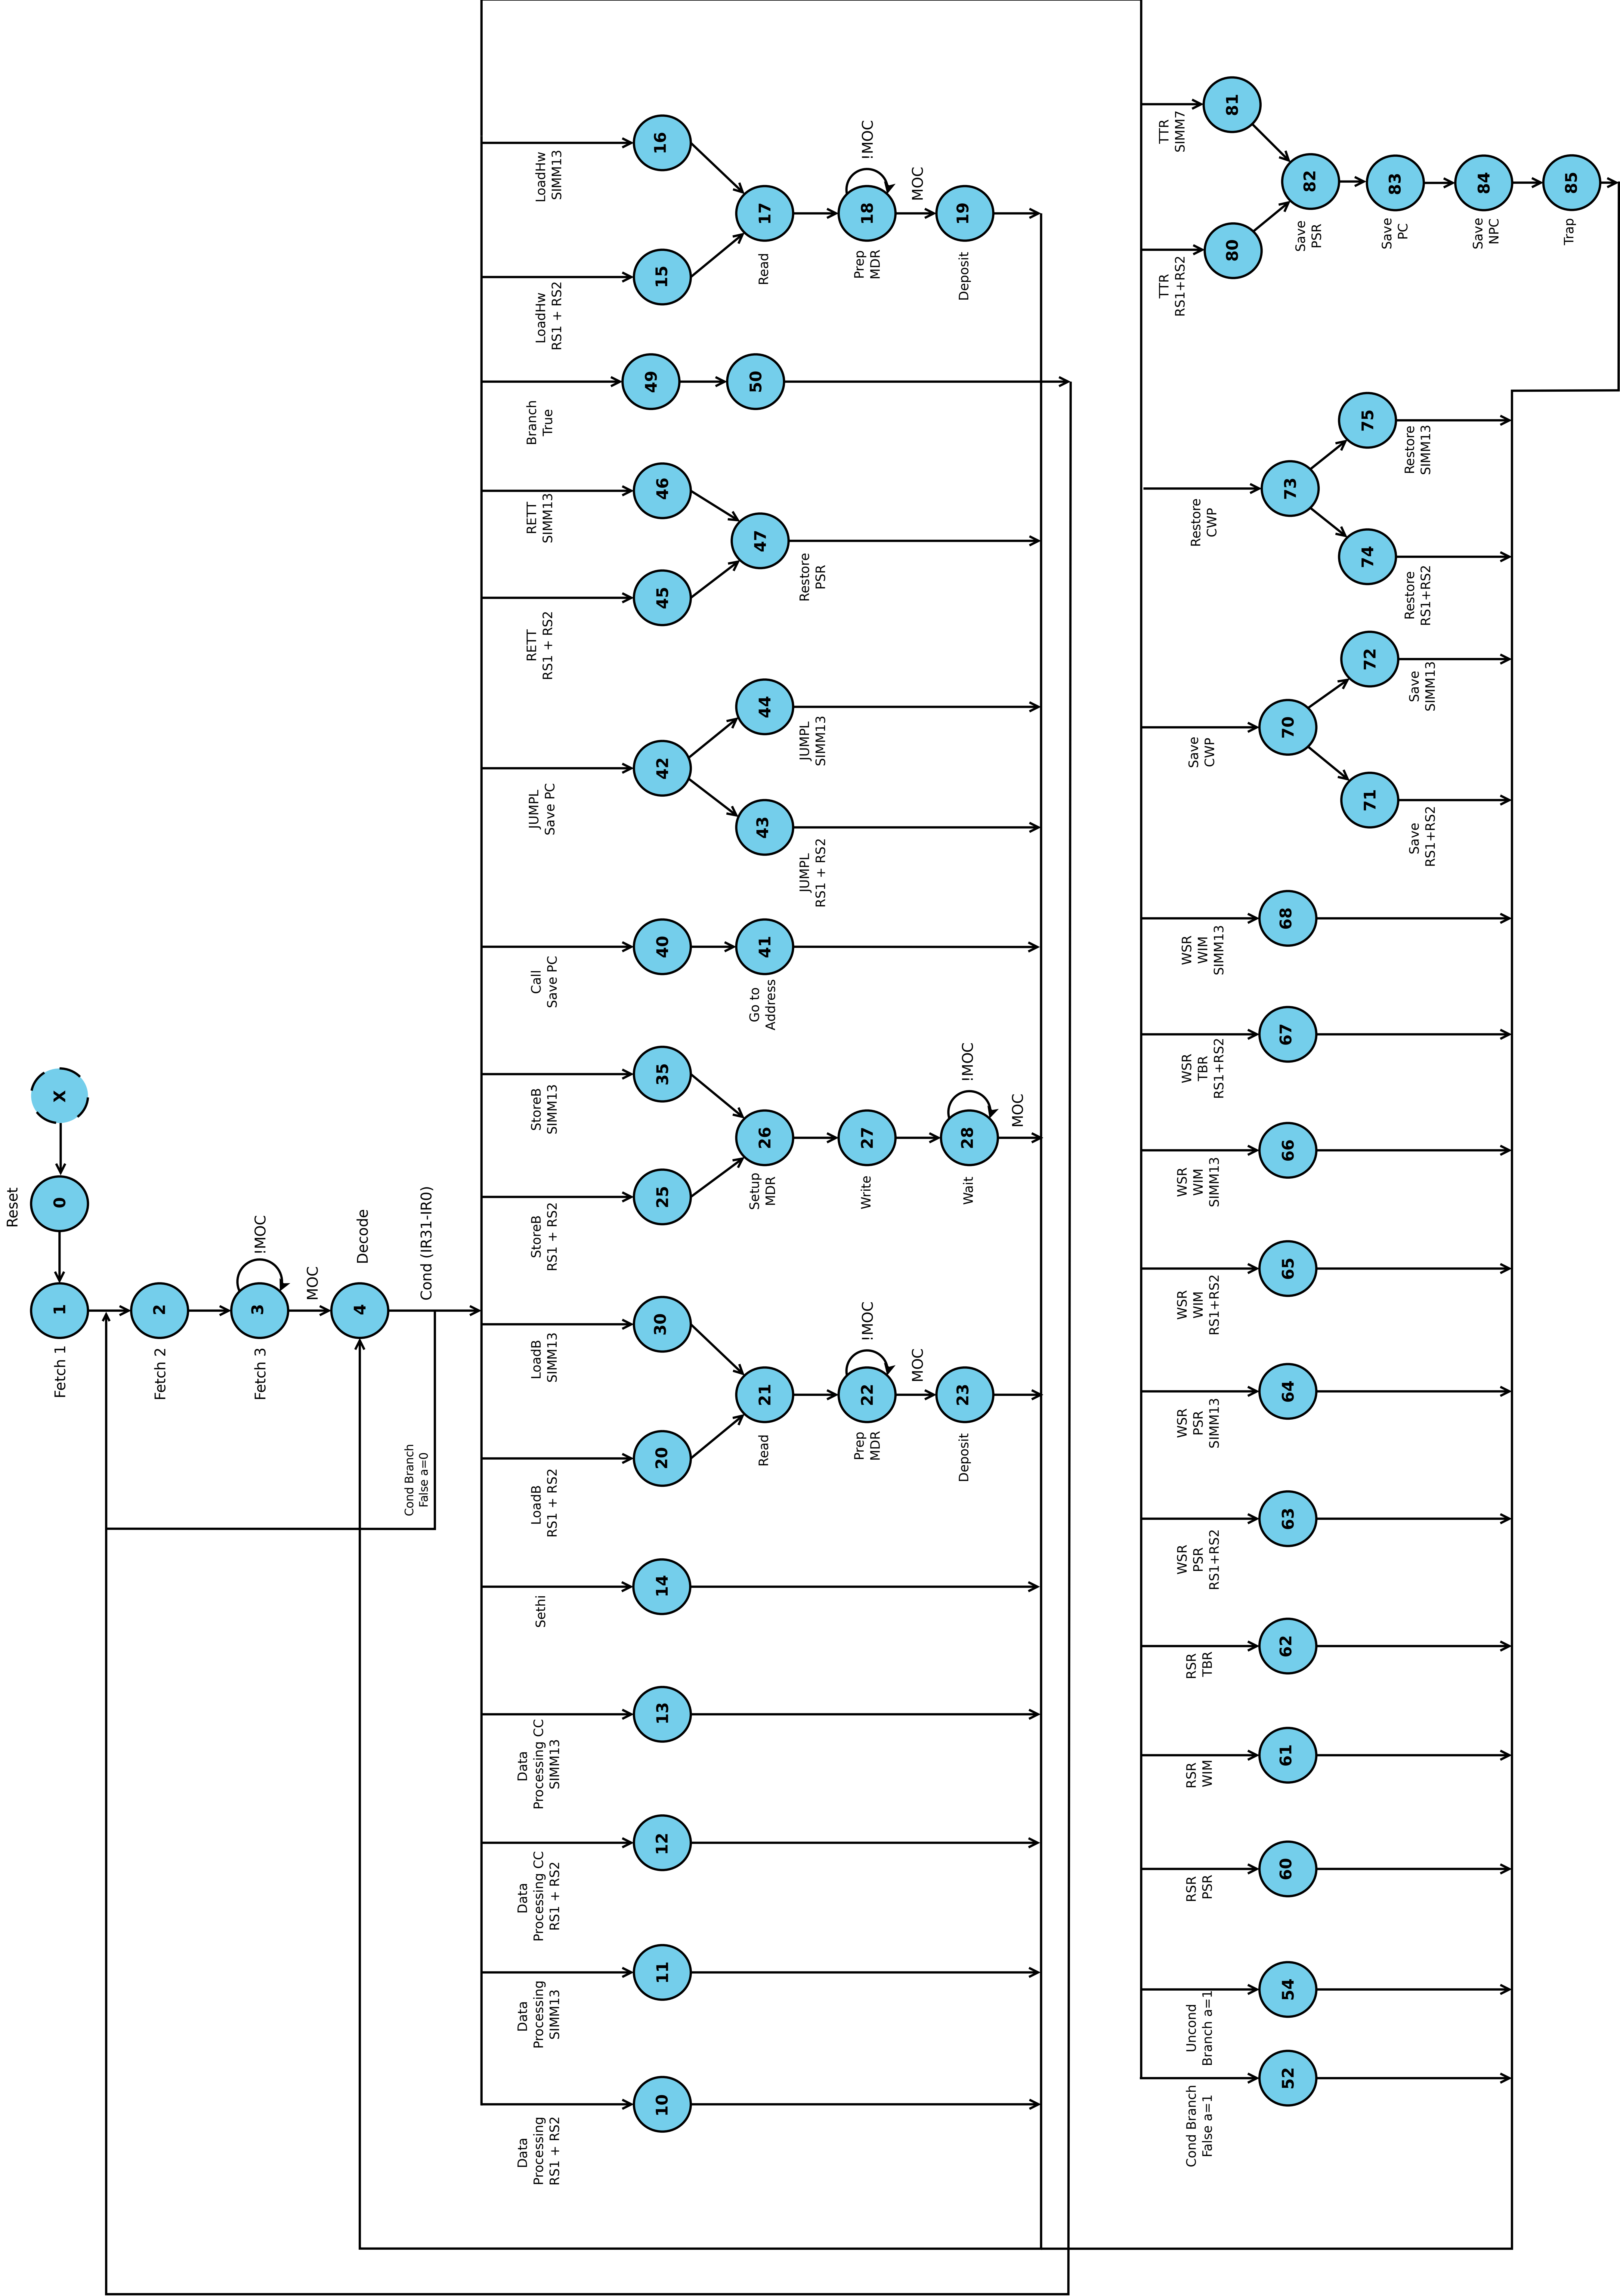 Reset
X
0
Fetch 1
1
Fetch 2
2
Fetch 3
3
!MOC
MOC
4
Decode
Cond Branch
False a=0
Cond (IR31-IR0)
Data
Processing
RS1 + RS2
10
Data
Processing
SIMM13
11
Data
Processing CC
RS1 + RS2
12
Data
Processing CC
SIMM13
13
Sethi
14
LoadB
RS1 + RS2
20
LoadB
SIMM13
30
Read
21
Prep
MDR
22
!MOC
MOC
Deposit
23
StoreB
RS1 + RS2
25
StoreB
SIMM13
35
Setup
MDR
26
Write
27
Wait
28
!MOC
MOC
Call
Save PC
40
Go to
Address
41
JUMPL
Save PC
42
JUMPL
RS1 + RS2
43
JUMPL
SIMM13
44
RETT
RS1 + RS2
45
RETT
SIMM13
46
Restore
PSR
47
Branch
True
49
50
LoadHw
RS1 + RS2
15
LoadHw
SIMM13
16
Read
17
Prep
MDR
18
!MOC
MOC
Deposit
19
Cond Branch
False a=1
52
Uncond
Branch a=1
54
RSR
PSR
60
RSR
WIM
61
RSR
TBR
62
WSR
PSR
RS1+RS2
63
WSR
PSR
SIMM13
64
WSR
WIM
RS1+RS2
65
WSR
WIM
SIMM13
66
WSR
TBR
RS1+RS2
67
WSR
WIM
SIMM13
68
Save
CWP
70
Save
RS1+RS2
71
Save
SIMM13
72
Restore
CWP
73
Restore
RS1+RS2
74
Restore
SIMM13
75
TTR
RS1+RS2
80
TTR
SIMM7
81
Save
PSR
82
Save
PC
83
Save
NPC
84
Trap
85